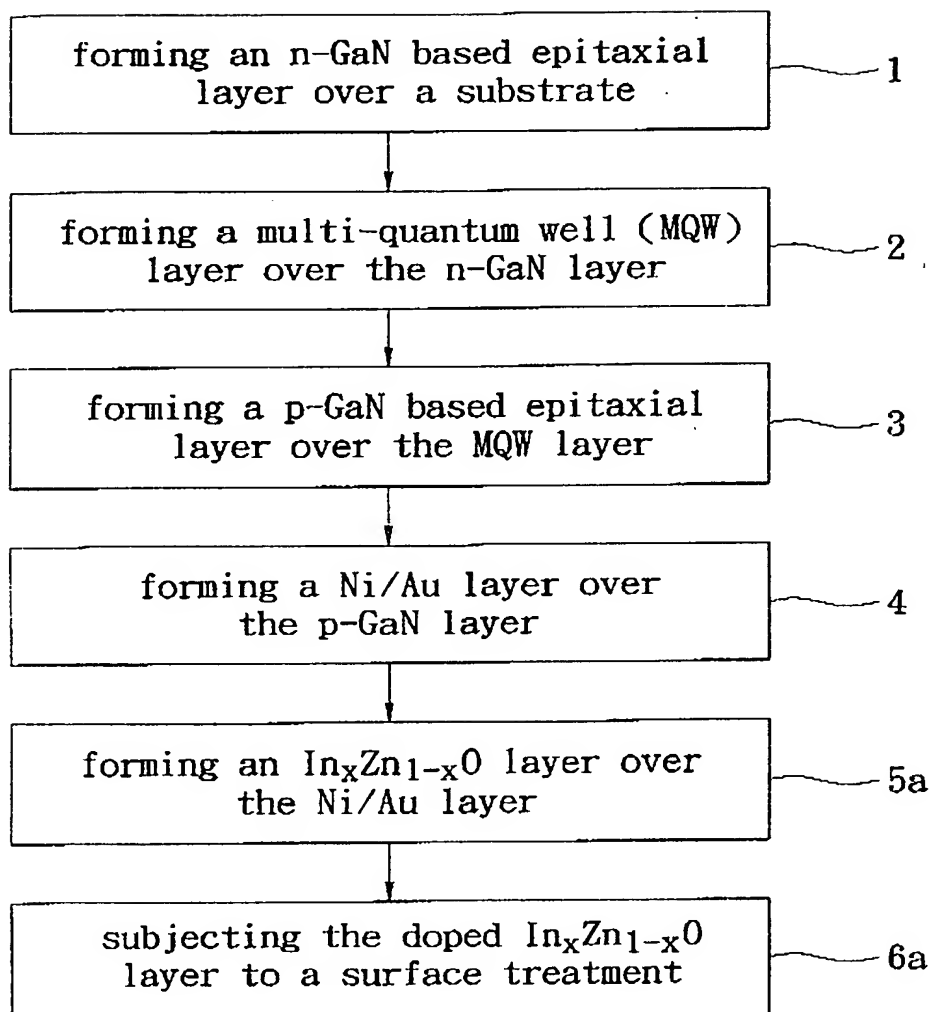 forming an n-GaN based epitaxial
layer over a substrate
1
forming a multi-quantum well (MQW)
layer over the n-GaN layer
2
forming a p-GaN based epitaxial
layer over the MQW layer
3
forming a Ni/Au layer over
the p-GaN layer
4
forming an InxZn1-xO layer over
the Ni/Au layer
5a
subjecting the doped InxZn1-xO
layer to a surface treatment
6a